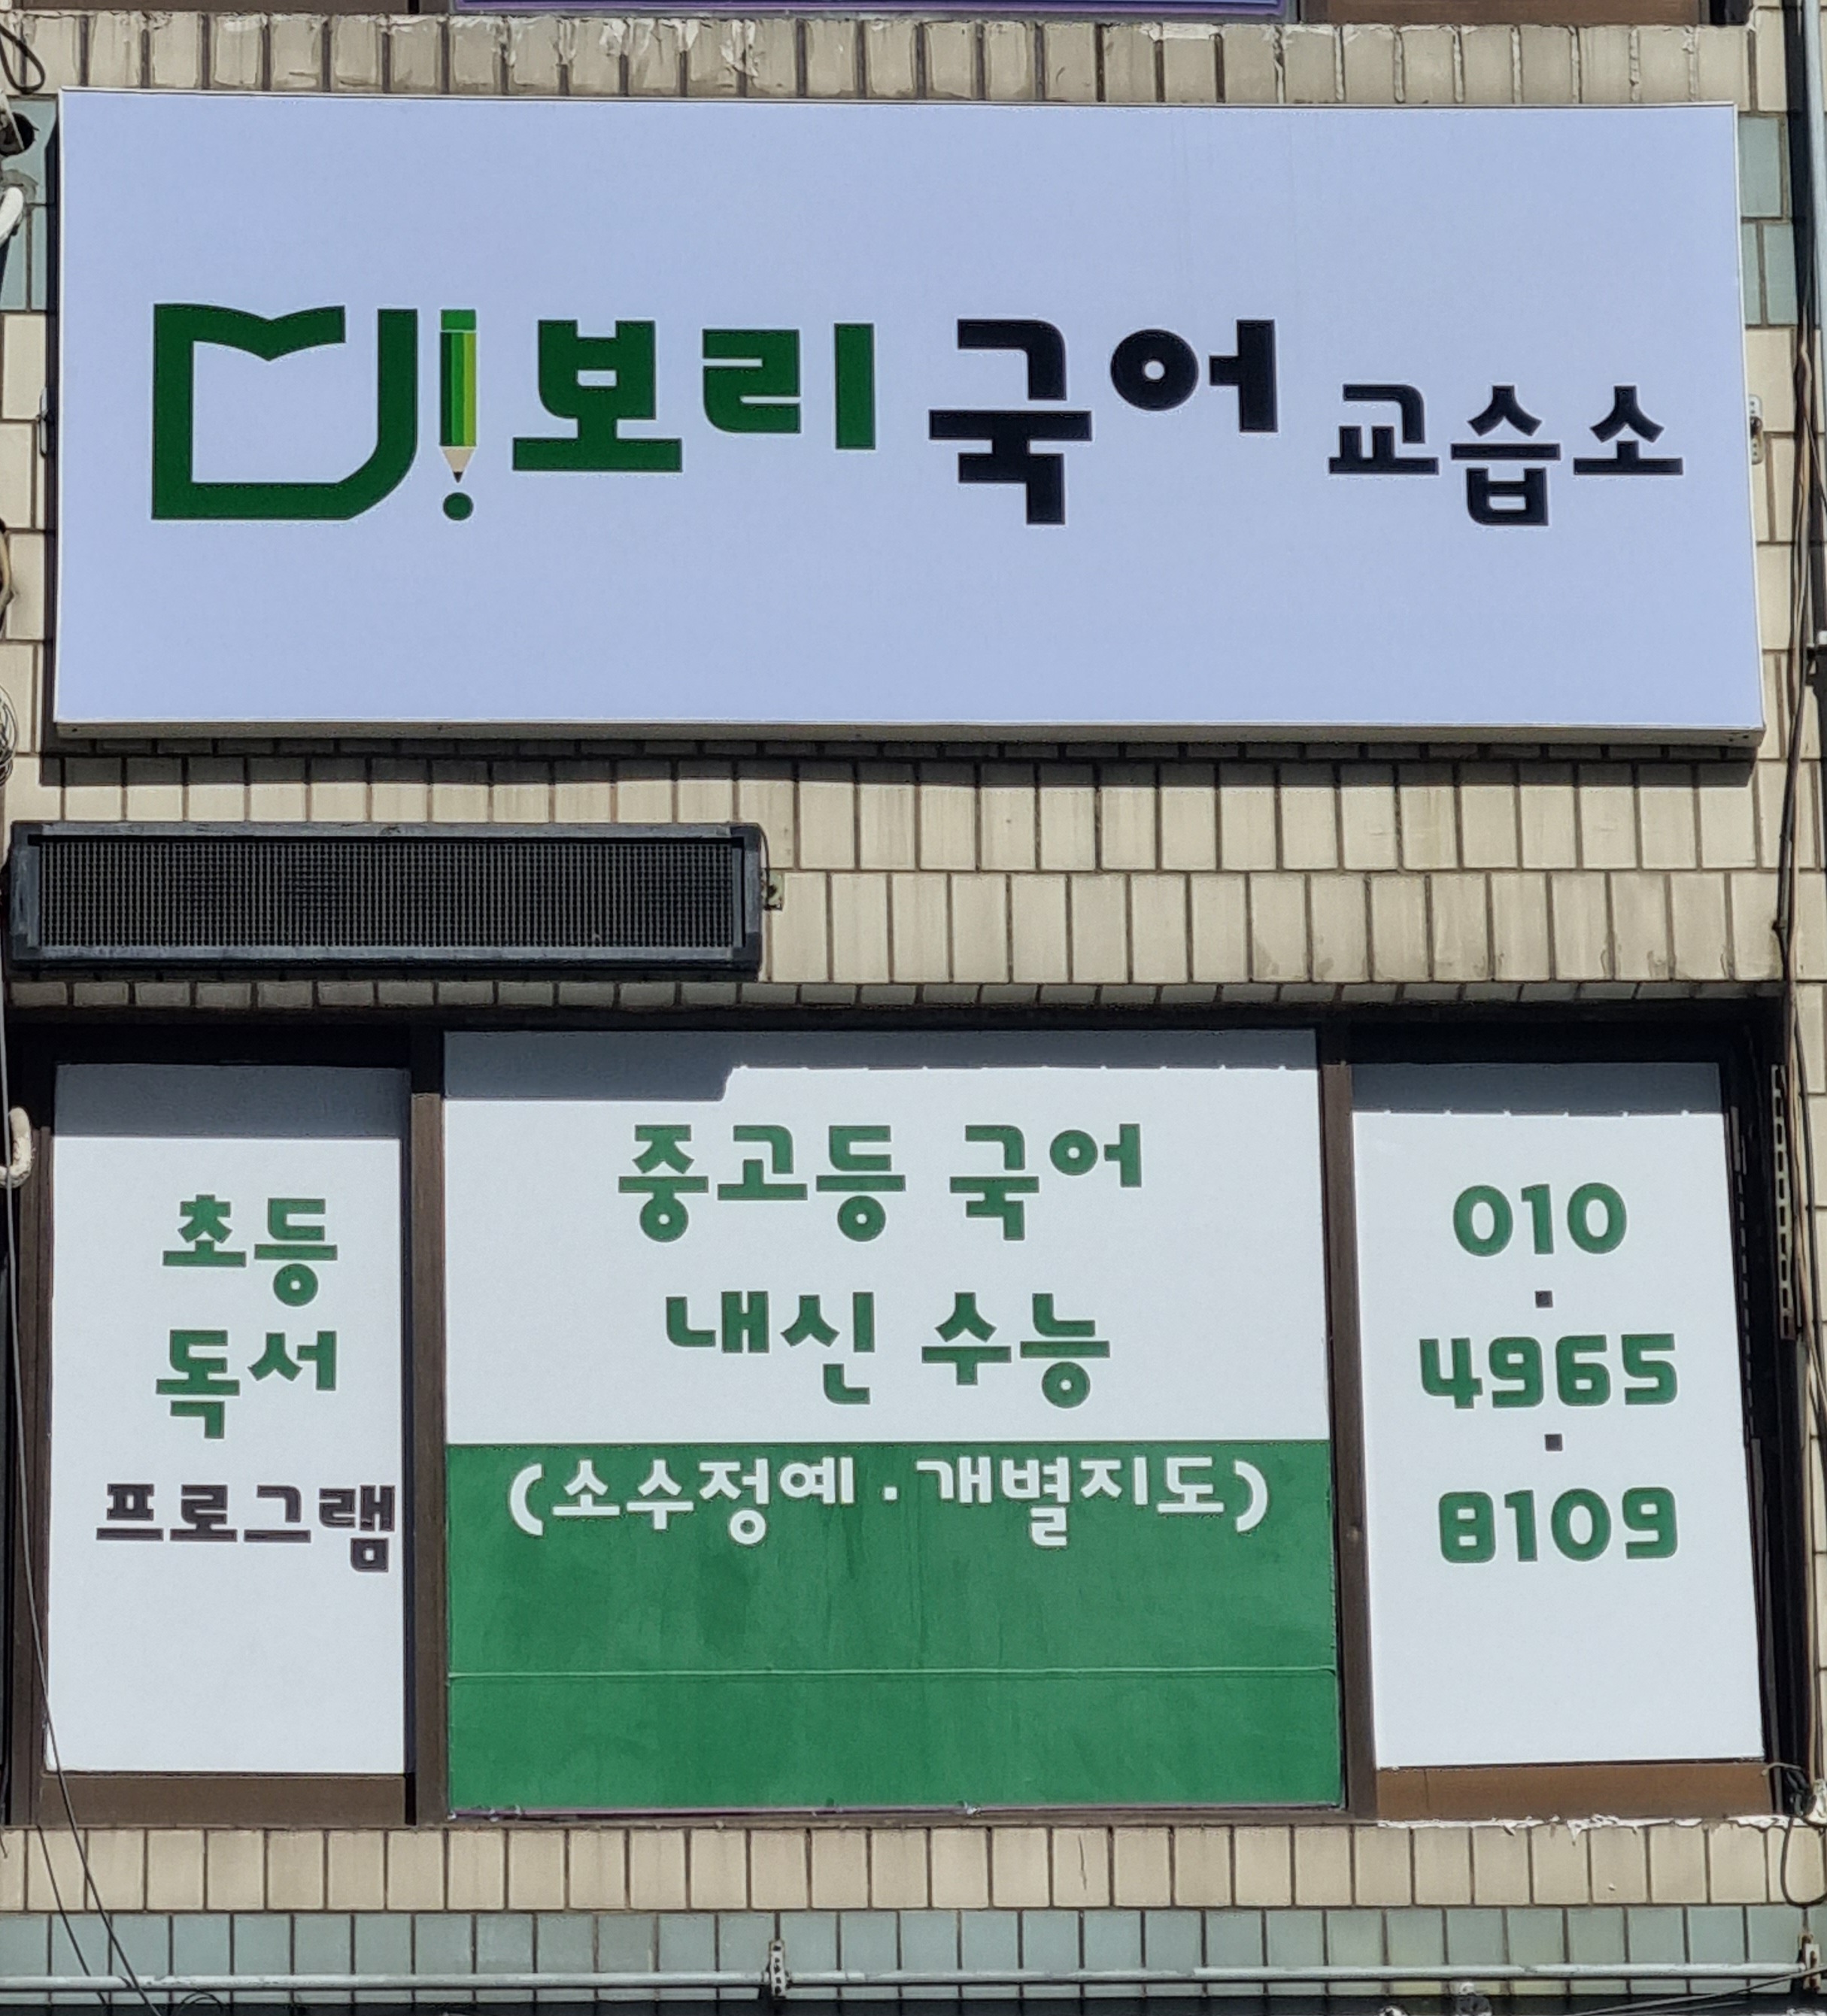 보리국어 교습소
초등
독서
프로그램
중고등 국어
내신 수능
(소수정예 · 개별지도)
010
·
4965
·
8109